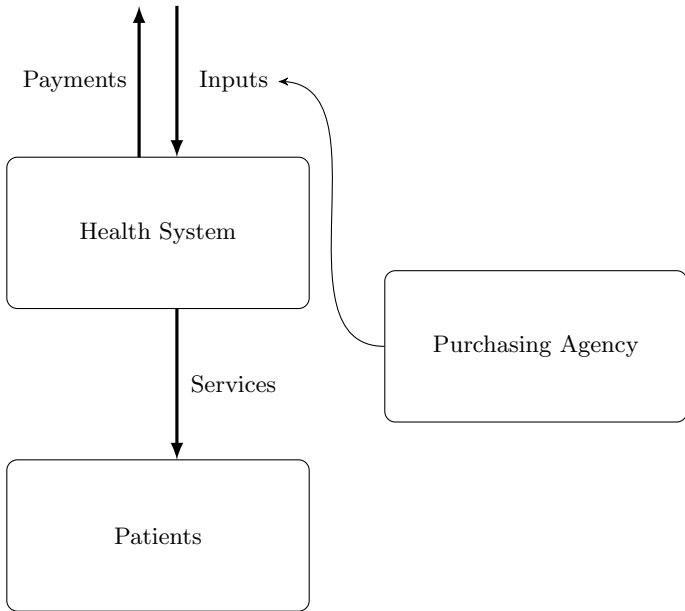 Payments
Inputs
Health System
Purchasing Agency
Services
Patients